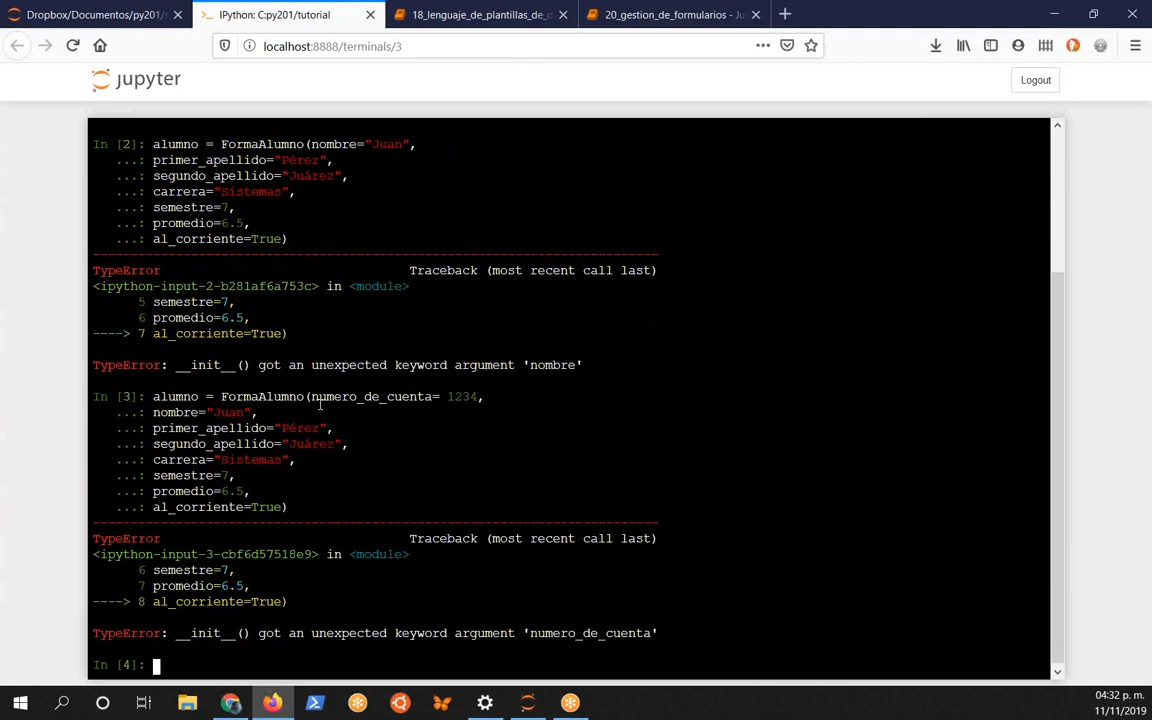 Dropbox/Documentos/py201/
IPython: C:py201/tutorial
18_lenguaje_de_plantillas_de_d
20_gestion_de_formularios - Ju
localhost:8888/terminals/3
jupyter
Logout
In [2]: alumno = FormaAlumno(nombre="Juan",
...: primer_apellido="Pérez",
...: segundo_apellido="Juárez",
...: carrera="Sistemas",
...: semestre=7,
...: promedio=6.5,
...: al_corriente=True)
---------------------------------------------------------------------------
TypeError Traceback (most recent call last)
<ipython-input-2-b281af6a753c> in <module>
5 semestre=7,
6 promedio=6.5,
----> 7 al_corriente=True)
TypeError: __init__() got an unexpected keyword argument 'nombre'
In [3]: alumno = FormaAlumno(numero_de_cuenta= 1234,
...: nombre="Juan",
...: primer_apellido="Pérez",
...: segundo_apellido="Juárez",
...: carrera="Sistemas",
...: semestre=7,
...: promedio=6.5,
...: al_corriente=True)
---------------------------------------------------------------------------
TypeError Traceback (most recent call last)
<ipython-input-3-cbf6d57518e9> in <module>
6 semestre=7,
7 promedio=6.5,
----> 8 al_corriente=True)
TypeError: __init__() got an unexpected keyword argument 'numero_de_cuenta'
In [4]:
04:32 p. m.
11/11/2019